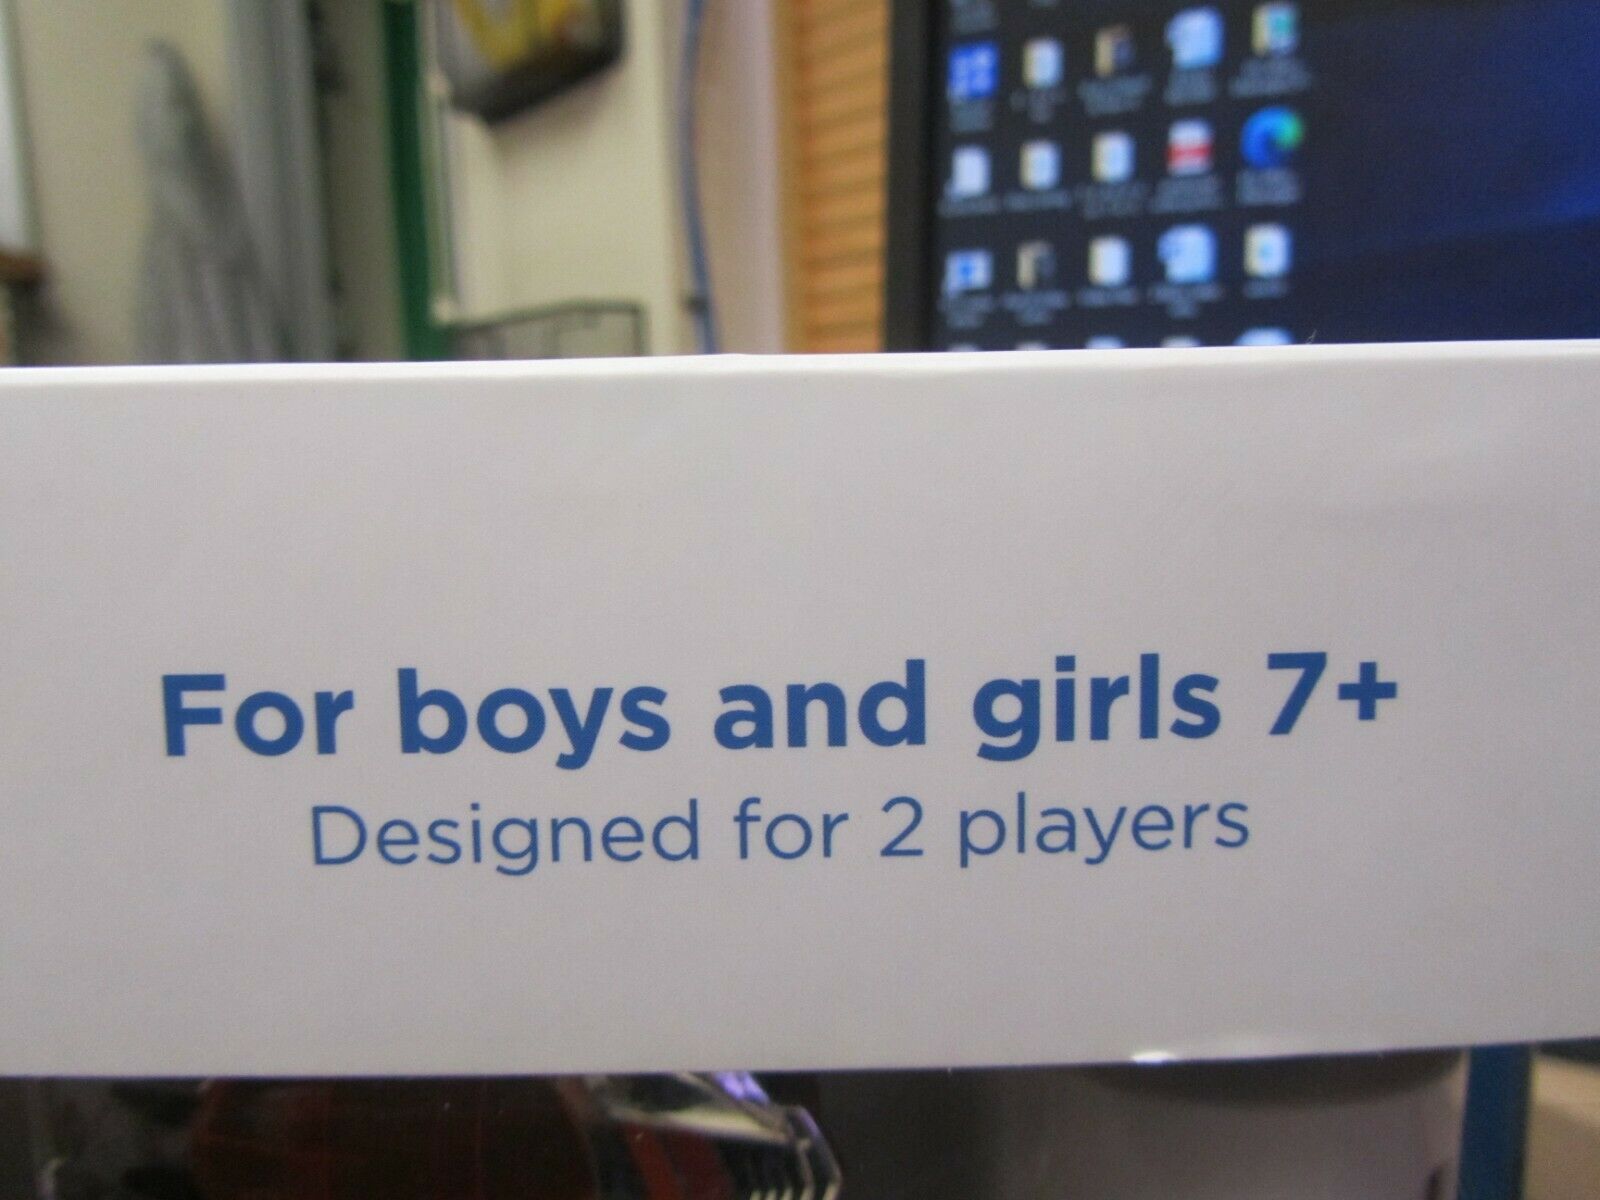 For boys and girls 7+
Designed for 2 players